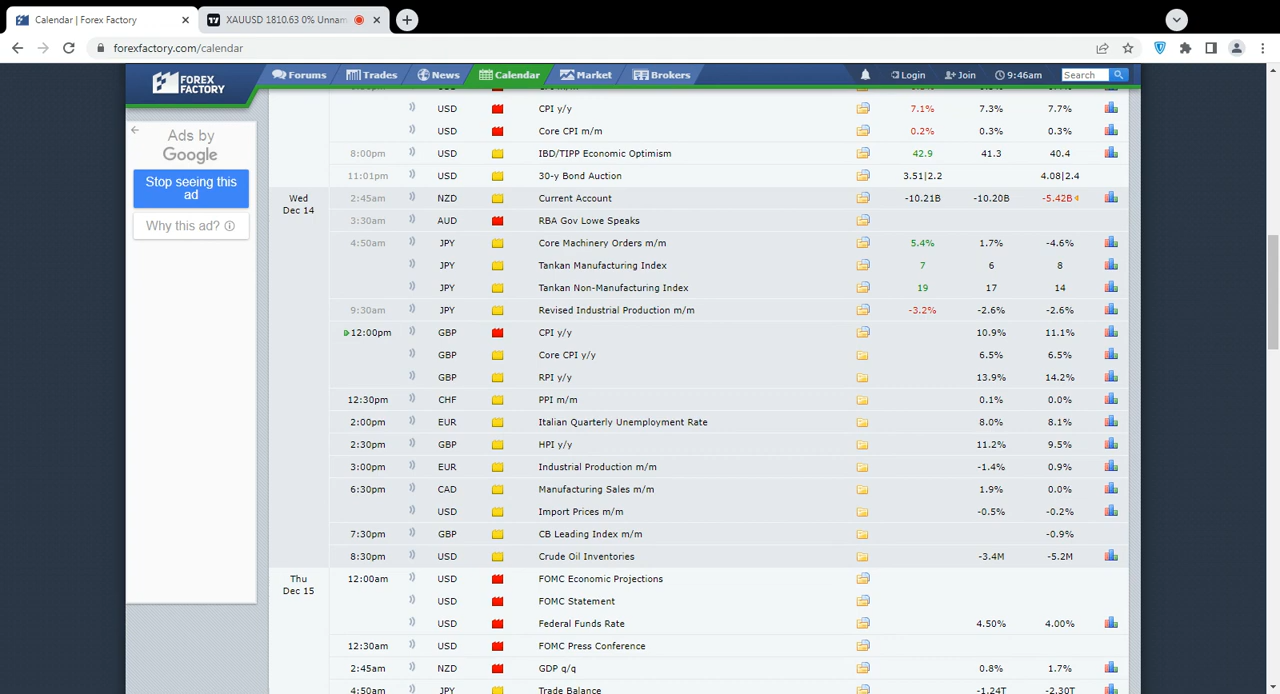 Calendar | Forex Factory
XAUUSD 1810.63 0% Unnam
forexfactory.com/calendar
FOREX FACTORY Forums Trades News Calendar Market Brokers Login Join 9:46am Search
Ads by Google
Stop seeing this ad
Why this ad?
USD CPI y/y 7.1% 7.3% 7.7%
USD Core CPI m/m 0.2% 0.3% 0.3%
8:00pm USD IBD/TIPP Economic Optimism 42.9 41.3 40.4
11:01pm USD 30-y Bond Auction 3.51|2.2 4.08|2.4
Wed Dec 14 2:45am NZD Current Account -10.21B -10.20B -5.42B
3:30am AUD RBA Gov Lowe Speaks
4:50am JPY Core Machinery Orders m/m 5.4% 1.7% -4.6%
JPY Tankan Manufacturing Index 7 6 8
JPY Tankan Non-Manufacturing Index 19 17 14
9:30am JPY Revised Industrial Production m/m -3.2% -2.6% -2.6%
12:00pm GBP CPI y/y 10.9% 11.1%
GBP Core CPI y/y 6.5% 6.5%
GBP RPI y/y 13.9% 14.2%
12:30pm CHF PPI m/m 0.1% 0.0%
2:00pm EUR Italian Quarterly Unemployment Rate 8.0% 8.1%
2:30pm GBP HPI y/y 11.2% 9.5%
3:00pm EUR Industrial Production m/m -1.4% 0.9%
6:30pm CAD Manufacturing Sales m/m 1.9% 0.0%
USD Import Prices m/m -0.5% -0.2%
7:30pm GBP CB Leading Index m/m -0.9%
8:30pm USD Crude Oil Inventories -3.4M -5.2M
Thu Dec 15 12:00am USD FOMC Economic Projections
USD FOMC Statement
USD Federal Funds Rate 4.50% 4.00%
12:30am USD FOMC Press Conference
2:45am NZD GDP q/q 0.8% 1.7%
4:50am JPY Trade Balance -1.24T -2.30T